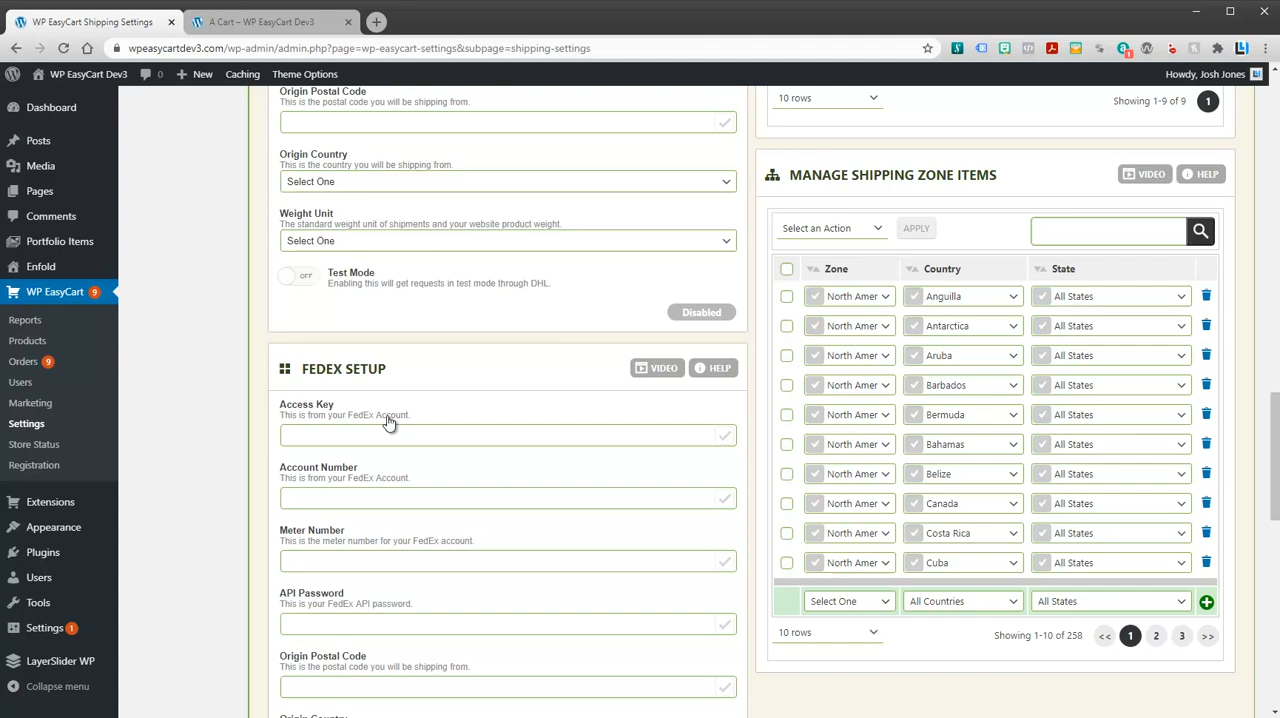 WP EasyCart Shipping Settings
A Cart – WP EasyCart Dev3
wpeasycartdev3.com/wp-admin/admin.php?page=wp-easycart-settings&subpage=shipping-settings
WP EasyCart Dev3
New
Caching
Theme Options
Howdy, Josh Jones
Dashboard
Posts
Media
Pages
Comments
Portfolio Items
Enfold
WP EasyCart 9
Reports
Products
Orders 9
Users
Marketing
Settings
Store Status
Registration
Extensions
Appearance
Plugins
Users
Tools
Settings 1
LayerSlider WP
Collapse menu
Origin Postal Code
This is the postal code you will be shipping from.
Origin Country
This is the country you will be shipping from.
Select One
Weight Unit
The standard weight unit of shipments and your website product weight.
Select One
OFF
Test Mode
Enabling this will get requests in test mode through DHL.
Disabled
FEDEX SETUP
VIDEO
HELP
Access Key
This is from your FedEx Account.
Account Number
This is from your FedEx Account.
Meter Number
This is the meter number for your FedEx account.
API Password
This is your FedEx API password.
Origin Postal Code
This is the postal code you will be shipping from.
Origin Country
10 rows
Showing 1-9 of 9
1
MANAGE SHIPPING ZONE ITEMS
VIDEO
HELP
Select an Action
APPLY
Zone Country State
North Amer Anguilla All States
North Amer Antarctica All States
North Amer Aruba All States
North Amer Barbados All States
North Amer Bermuda All States
North Amer Bahamas All States
North Amer Belize All States
North Amer Canada All States
North Amer Costa Rica All States
North Amer Cuba All States
Select One All Countries All States
10 rows
Showing 1-10 of 258
<< 1 2 3 >>